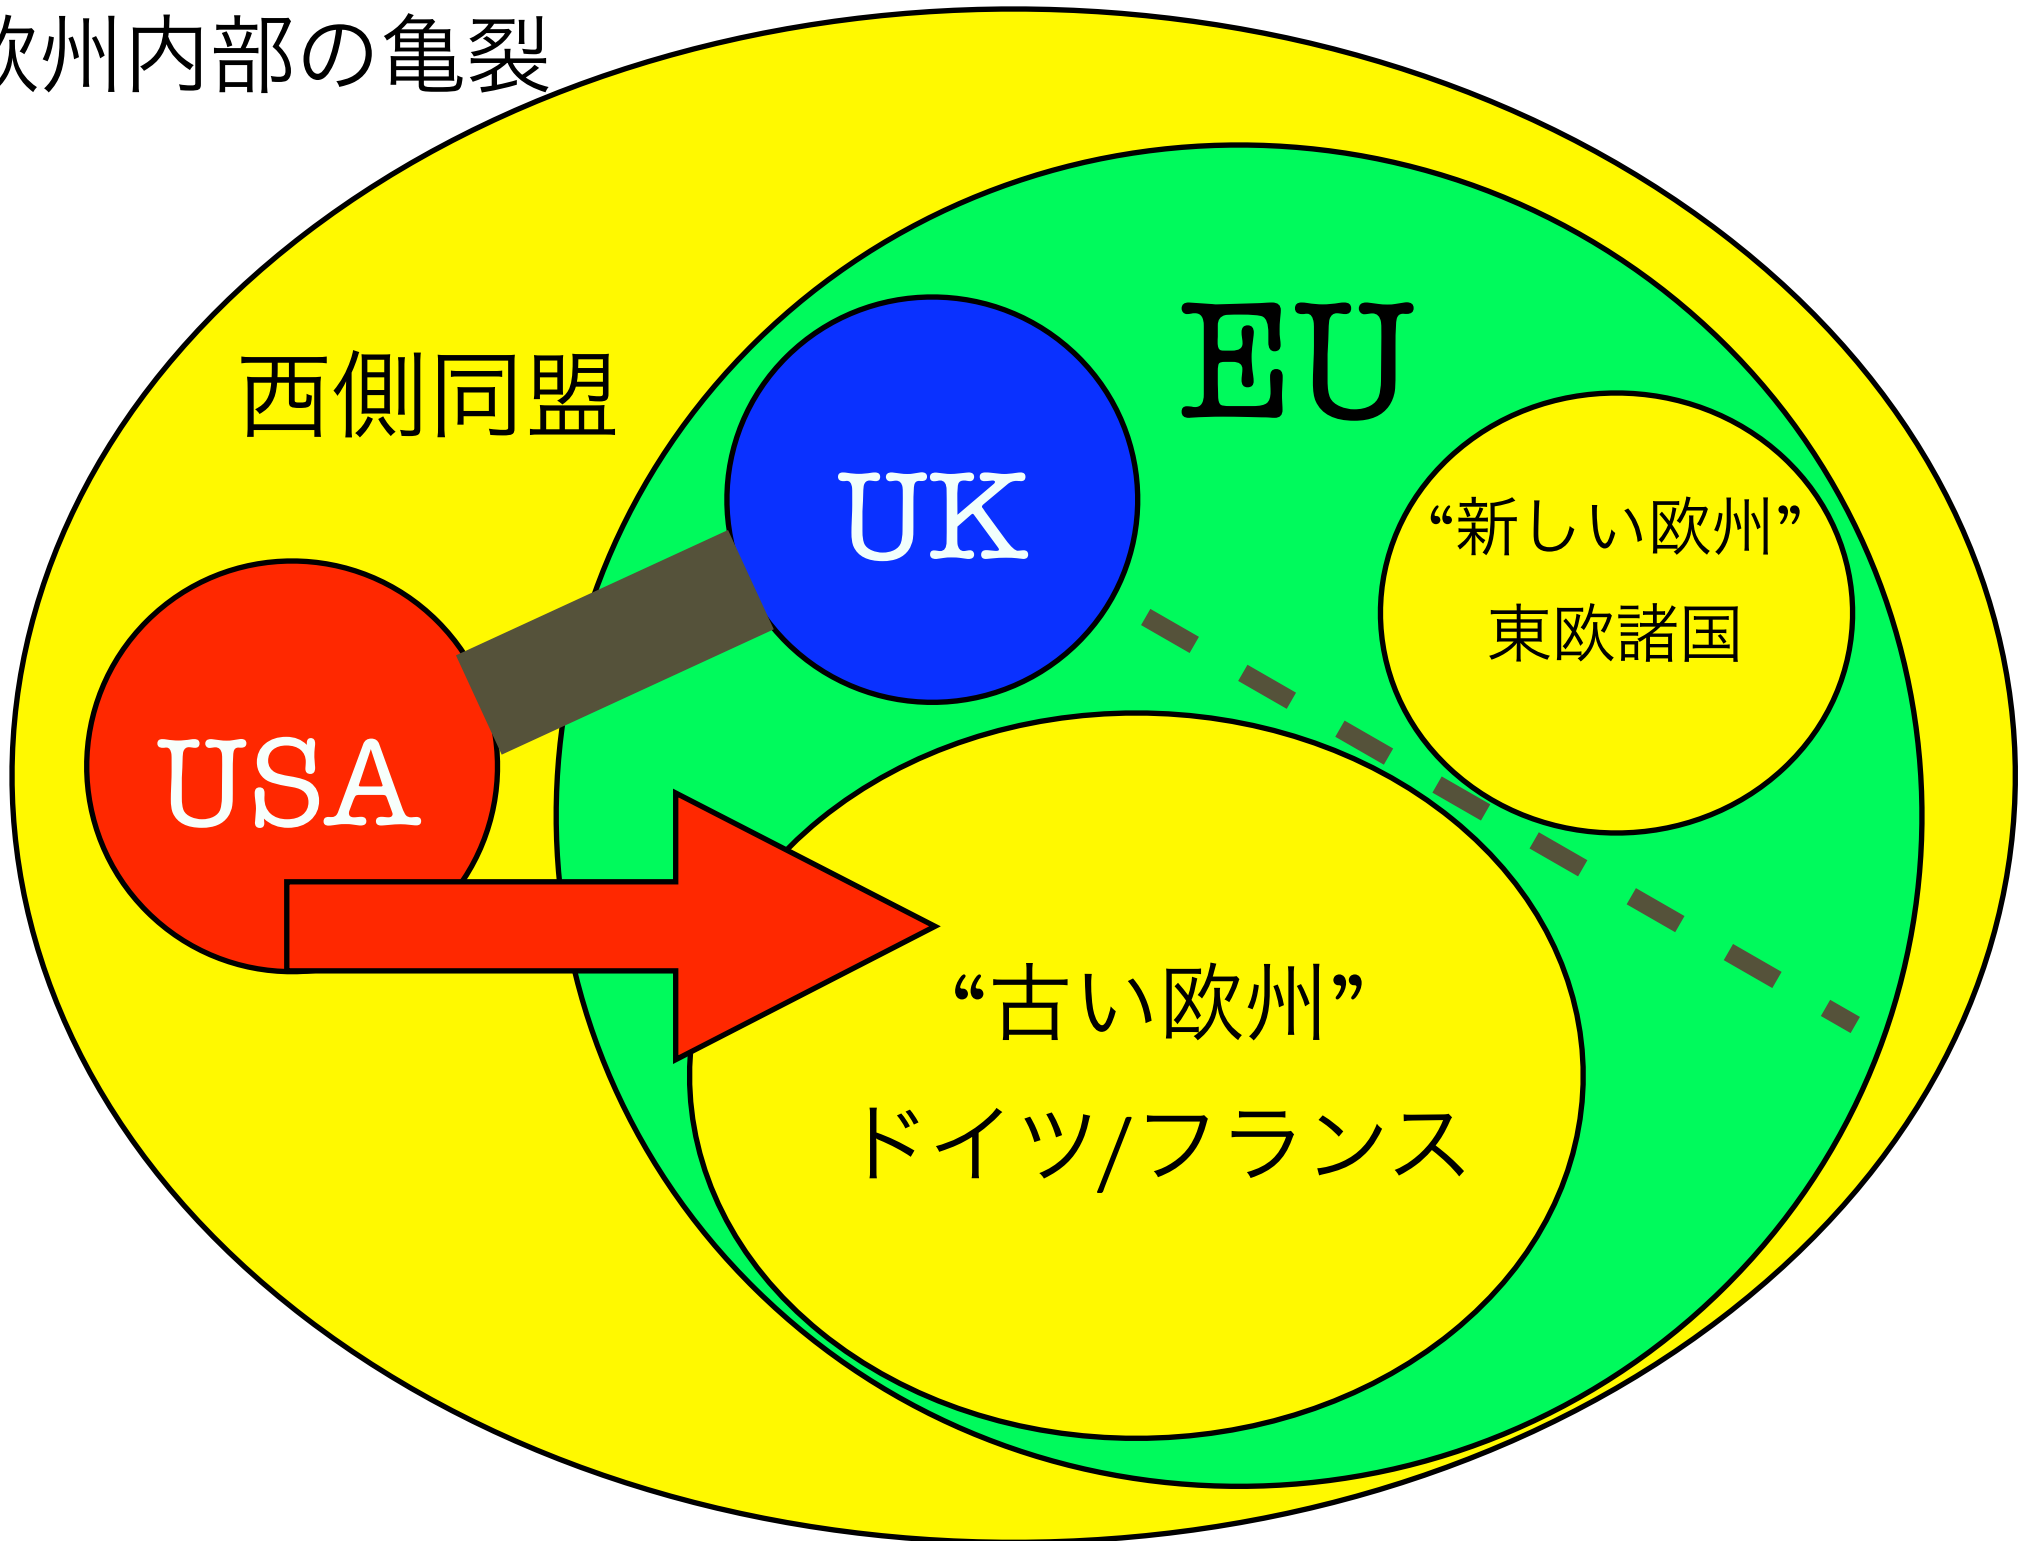 欧州内部の亀裂
EU
西側同盟
UK
“新しい欧州”
東欧諸国
USA
“古い欧州”
ドイツ/フランス